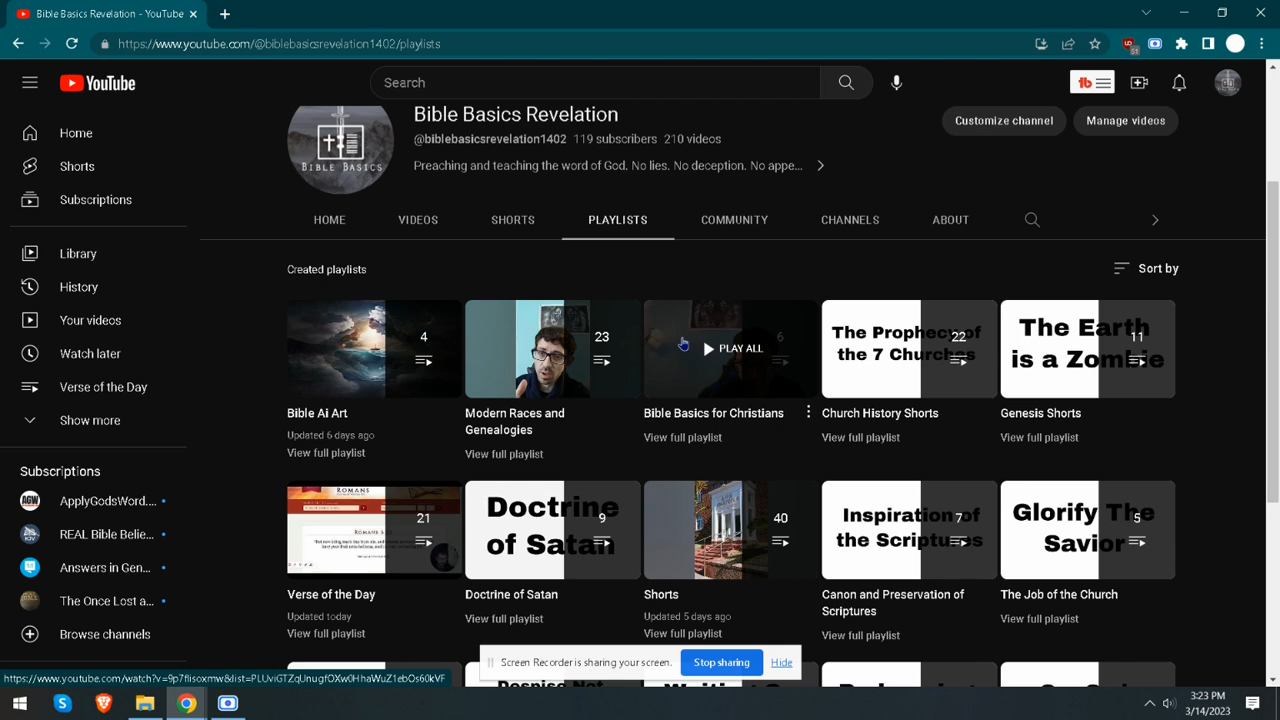 Bible Basics Revelation - YouTube
https://www.youtube.com/@biblebasicsrevelation1402/playlists
YouTube
Search
Home
Shorts
Subscriptions
Library
History
Your videos
Watch later
Verse of the Day
Show more
Subscriptions
ApplyGodsWord....
REAL Bible Belie...
Answers in Gen...
The Once Lost a...
Browse channels
BIBLE BASICS
Bible Basics Revelation
@biblebasicsrevelation1402 119 subscribers 210 videos
Preaching and teaching the word of God. No lies. No deception. No appe...
Customize channel
Manage videos
HOME VIDEOS SHORTS PLAYLISTS COMMUNITY CHANNELS ABOUT
Created playlists
Sort by
4
Bible Ai Art
Updated 6 days ago
View full playlist
23
Modern Races and
Genealogies
View full playlist
6
PLAY ALL
Bible Basics for Christians
View full playlist
The Prophecy of
the 7 Churches
22
Church History Shorts
View full playlist
The Earth
is a Zombie
11
Genesis Shorts
View full playlist
ROMANS
21
Verse of the Day
Updated today
View full playlist
Doctrine
of Satan
9
Doctrine of Satan
View full playlist
40
Shorts
Updated 5 days ago
View full playlist
Inspiration of
the Scriptures
7
Canon and Preservation of
Scriptures
View full playlist
Glorify The
Savior
5
The Job of the Church
View full playlist
Screen Recorder is sharing your screen.
Stop sharing
Hide
3:23 PM
3/14/2023